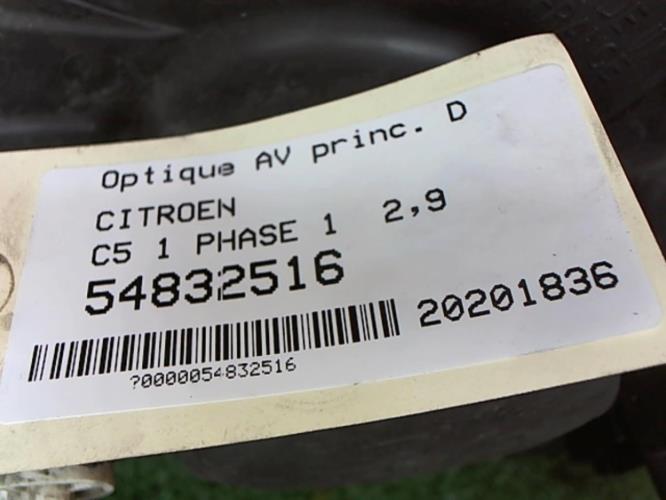 Optique AV princ. D
CITROEN
C5 1 PHASE 1 2,9
54832516
20201836
?0000054832516